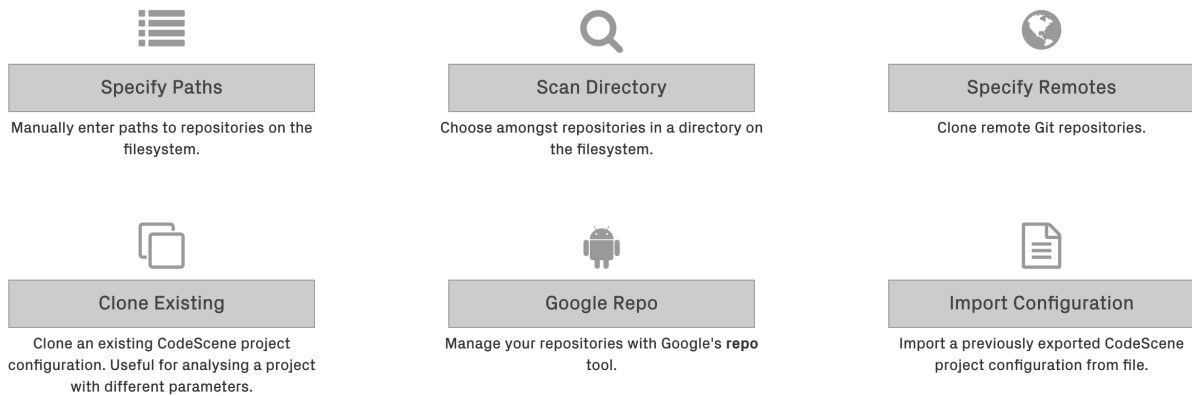 Specify Paths
Manually enter paths to repositories on the
filesystem.
Scan Directory
Choose amongst repositories in a directory on
the filesystem.
Specify Remotes
Clone remote Git repositories.
Clone Existing
Clone an existing CodeScene project
configuration. Useful for analysing a project
with different parameters.
Google Repo
Manage your repositories with Google's repo
tool.
Import Configuration
Import a previously exported CodeScene
project configuration from file.